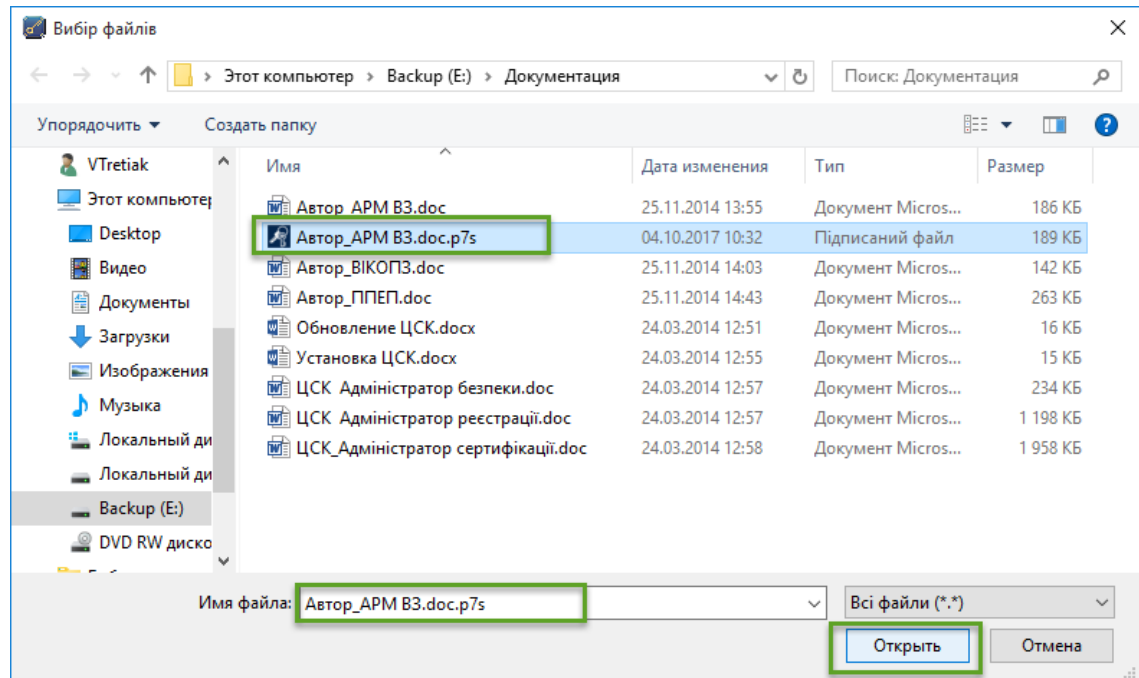 Вибір файлів
Этот компьютер > Backup (E:) > Документация Поиск: Документация
Упорядочить Создать папку
VTretiak
Этот компьютер
Desktop
Видео
Документы
Загрузки
Изображения
Музыка
Локальный ди
Локальный ди
Backup (E:)
DVD RW диско
Имя Дата изменения Тип Размер
Автор_АРМ ВЗ.doc 25.11.2014 13:55 Документ Micros... 186 КБ
Автор_АРМ ВЗ.doc.p7s 04.10.2017 10:32 Підписаний файл 189 КБ
Автор_ВІКОПЗ.doc 25.11.2014 14:03 Документ Micros... 142 КБ
Автор_ППЕП.doc 25.11.2014 14:43 Документ Micros... 263 КБ
Обновление ЦСК.docx 24.03.2014 12:51 Документ Micros... 16 КБ
Установка ЦСК.docx 24.03.2014 12:55 Документ Micros... 15 КБ
ЦСК_Адміністратор безпеки.doc 24.03.2014 12:57 Документ Micros... 234 КБ
ЦСК_Адміністратор реєстрації.doc 24.03.2014 12:57 Документ Micros... 1 198 КБ
ЦСК_Адміністратор сертифікації.doc 24.03.2014 12:58 Документ Micros... 1 958 КБ
Имя файла: Автор_АРМ ВЗ.doc.p7s Всі файли (*.*)
Открыть Отмена